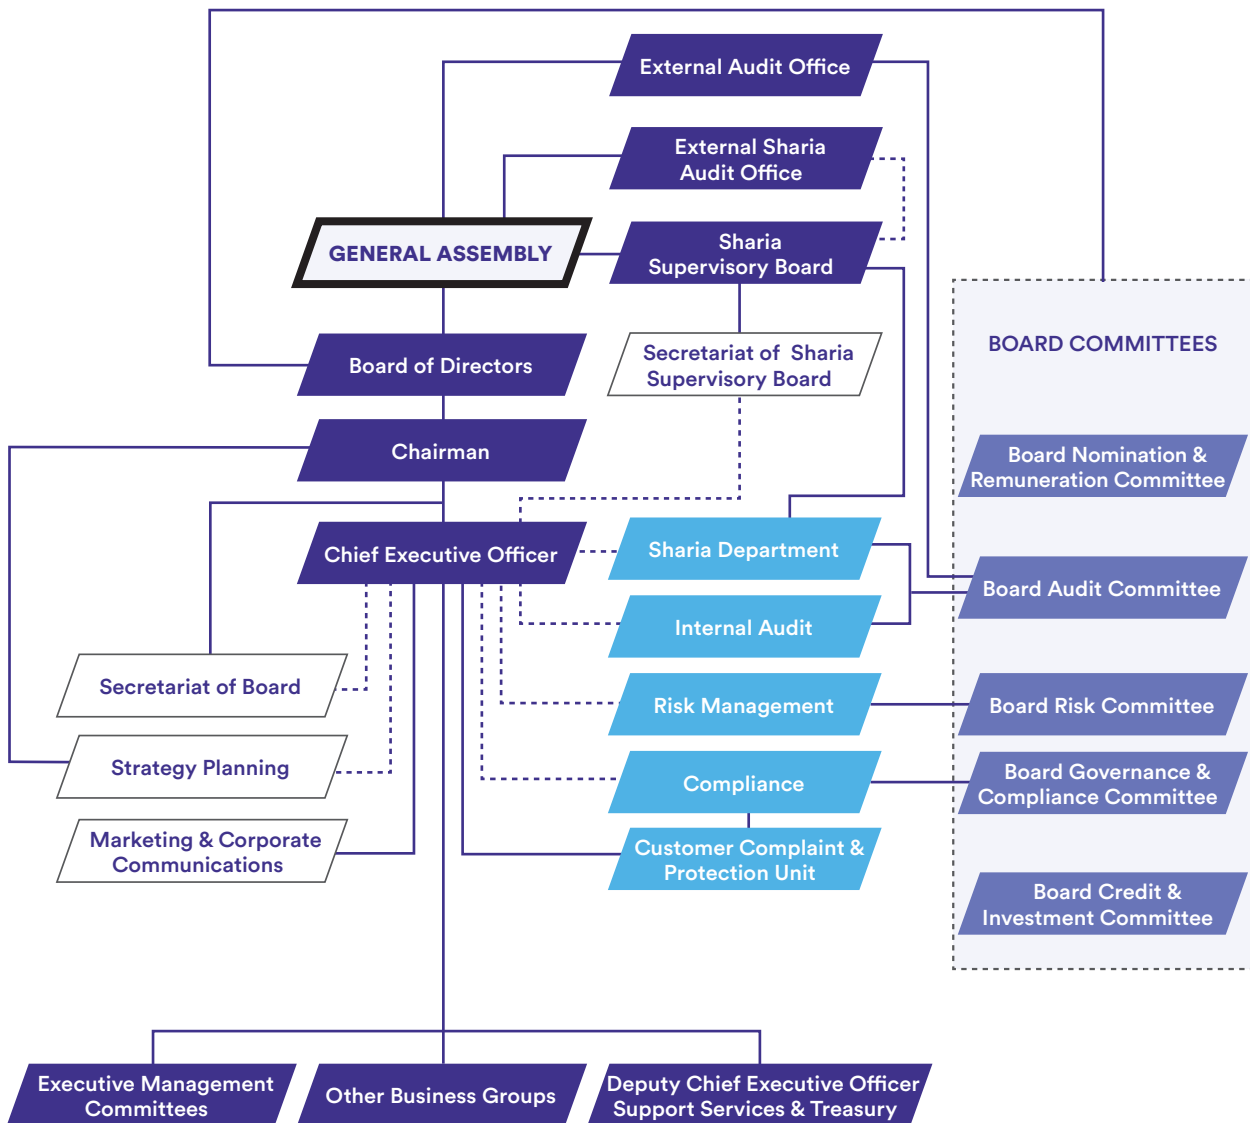 External Audit Office
External Sharia
Audit Office
GENERAL ASSEMBLY
Sharia
Supervisory Board
Secretariat of Sharia
Supervisory Board
BOARD COMMITTEES
Board of Directors
Chairman
Board Nomination &
Remuneration Committee
Chief Executive Officer
Sharia Department
Board Audit Committee
Internal Audit
Secretariat of Board
Risk Management
Board Risk Committee
Strategy Planning
Compliance
Board Governance &
Compliance Committee
Marketing & Corporate
Communications
Customer Complaint &
Protection Unit
Board Credit &
Investment Committee
Executive Management
Committees
Other Business Groups
Deputy Chief Executive Officer
Support Services & Treasury